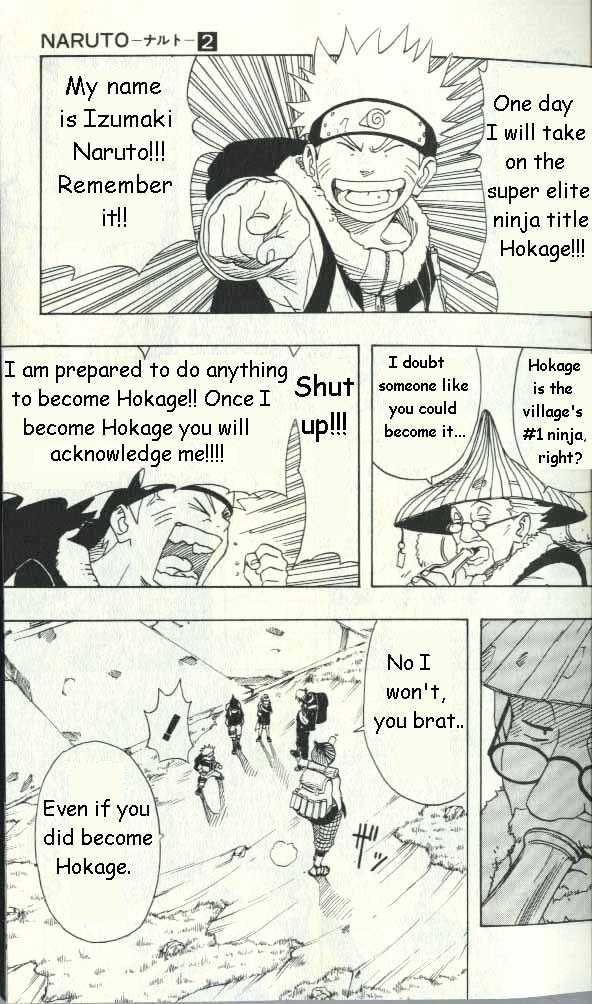 NARUTO —ナルト— 2
One day
I will take
on the
super elite
ninja title
Hokage!!!
My name
is Izumaki
Naruto!!!
Remember
it!!
Hokage
is the
village's
#1 ninja,
right?
I doubt
someone like
you could
become it...
Shut
up!!!
I am prepared to do anything
to become Hokage!! Once I
become Hokage you will
acknowledge me!!!!
No I
won't,
you brat..
ザッ
!
Even if you
did become
Hokage.